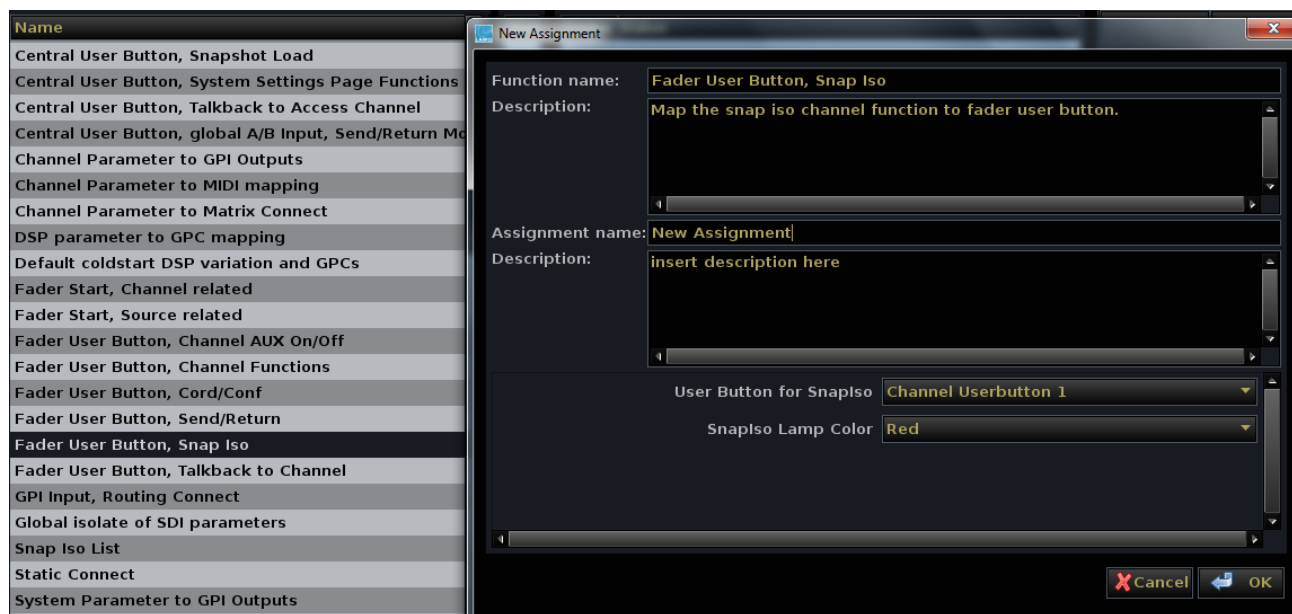 Name
Central User Button, Snapshot Load
Central User Button, System Settings Page Functions
Central User Button, Talkback to Access Channel
Central User Button, global A/B Input, Send/Return Mo
Channel Parameter to GPI Outputs
Channel Parameter to MIDI mapping
Channel Parameter to Matrix Connect
DSP parameter to GPC mapping
Default coldstart DSP variation and GPCs
Fader Start, Channel related
Fader Start, Source related
Fader User Button, Channel AUX On/Off
Fader User Button, Channel Functions
Fader User Button, Cord/Conf
Fader User Button, Send/Return
Fader User Button, Snap Iso
Fader User Button, Talkback to Channel
GPI Input, Routing Connect
Global isolate of SDI parameters
Snap Iso List
Static Connect
System Parameter to GPI Outputs
New Assignment
Function name: Fader User Button, Snap Iso
Description: Map the snap iso channel function to fader user button.
Assignment name: New Assignment
Description: insert description here
User Button for SnapIso Channel Userbutton 1
SnapIso Lamp Color Red
Cancel OK